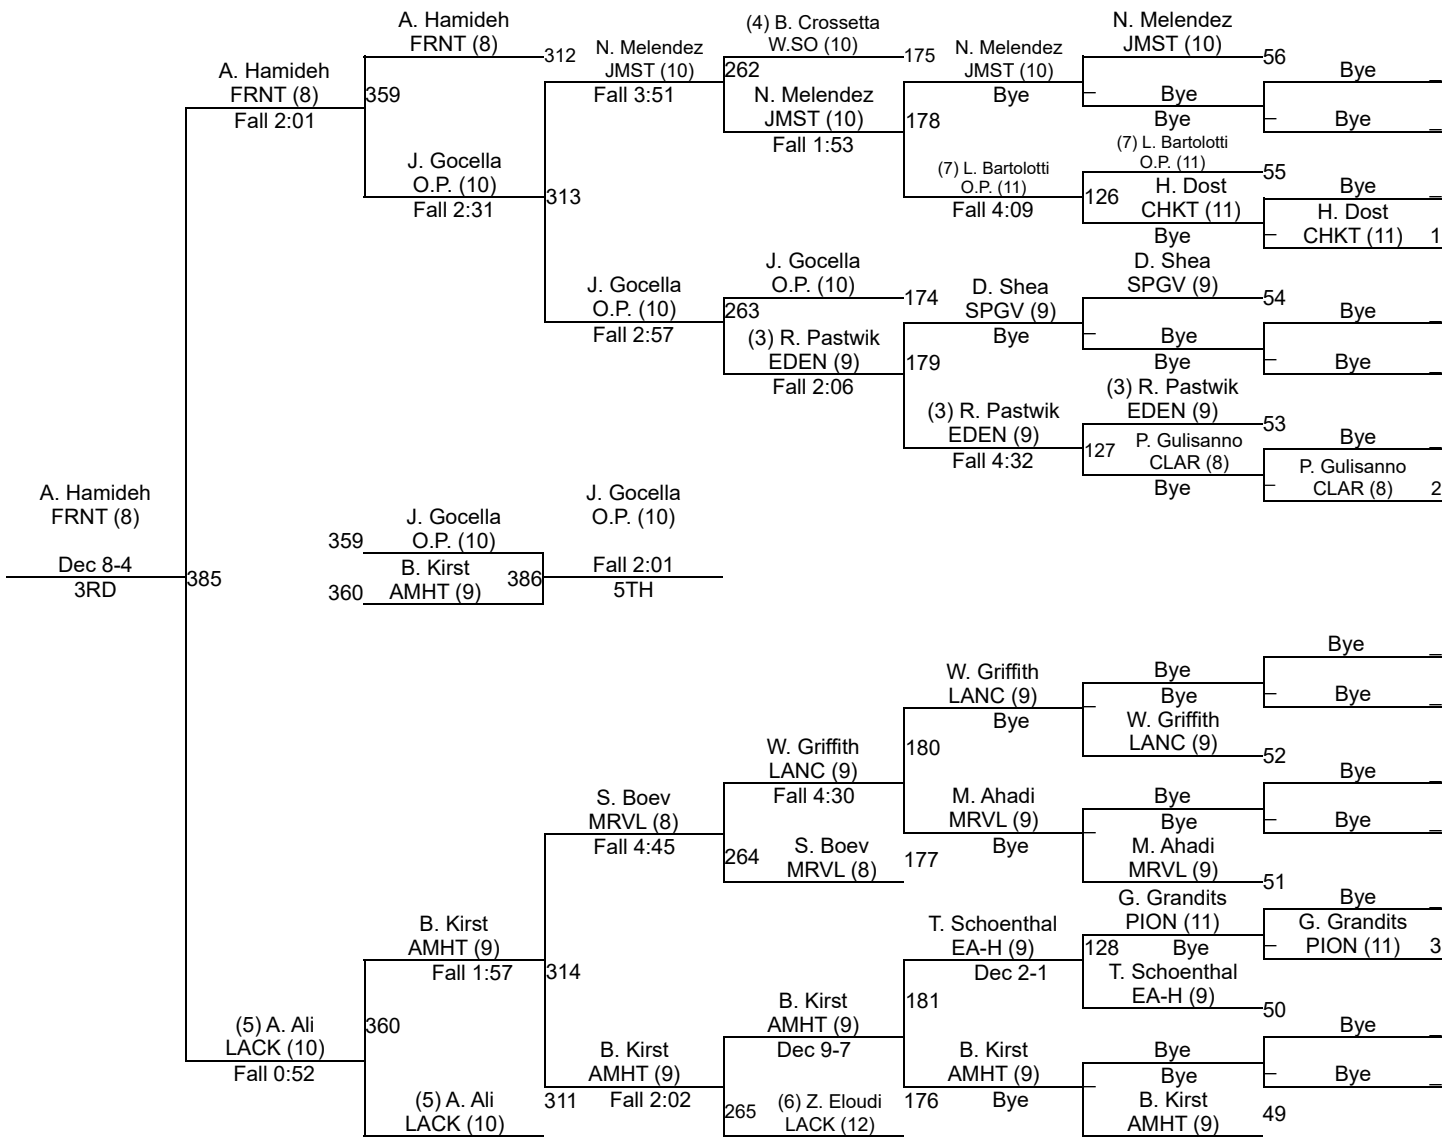 A. Hamideh
FRNT (8)
312
A. Hamideh
FRNT (8)
Fall 2:01
359
J. Gocella
O.P. (10)
Fall 2:31
N. Melendez
JMST (10)
Fall 3:51
313
J. Gocella
O.P. (10)
Fall 2:57
(4) B. Crossetta
W.SO (10)
175
262
N. Melendez
JMST (10)
Fall 1:53
J. Gocella
O.P. (10)
174
263
(3) R. Pastwik
EDEN (9)
Fall 2:06
N. Melendez
JMST (10)
Bye
178
(7) L. Bartolotti
O.P. (11)
Fall 4:09
D. Shea
SPGV (9)
Bye
179
(3) R. Pastwik
EDEN (9)
Fall 4:32
N. Melendez
JMST (10)
56
Bye
Bye
(7) L. Bartolotti
O.P. (11)
55
126
H. Dost
CHKT (11)
Bye
D. Shea
SPGV (9)
54
Bye
Bye
(3) R. Pastwik
EDEN (9)
53
127
P. Gulisanno
CLAR (8)
Bye
Bye _
_ Bye _
Bye _
H. Dost
_ CHKT (11) 1
Bye _
_ Bye _
Bye _
P. Gulisanno
_ CLAR (8) 2
A. Hamideh
FRNT (8)
Dec 8-4
3RD
385
359
J. Gocella
O.P. (10)
360
B. Kirst
AMHT (9)
386
J. Gocella
O.P. (10)
Fall 2:01
5TH
(5) A. Ali
LACK (10)
Fall 0:52
B. Kirst
AMHT (9)
Fall 1:57
360
(5) A. Ali
LACK (10)
311
S. Boev
MRVL (8)
Fall 4:45
314
B. Kirst
AMHT (9)
Fall 2:02
W. Griffith
LANC (9)
Fall 4:30
264
S. Boev
MRVL (8)
177
B. Kirst
AMHT (9)
Dec 9-7
265
(6) Z. Eloudi
LACK (12)
176
W. Griffith
LANC (9)
Bye
180
M. Ahadi
MRVL (9)
Bye
T. Schoenthal
EA-H (9)
Dec 2-1
181
B. Kirst
AMHT (9)
Bye
Bye
Bye
W. Griffith
LANC (9)
52
Bye
Bye
M. Ahadi
MRVL (9)
51
G. Grandits
PION (11)
Bye
128
T. Schoenthal
EA-H (9)
50
Bye
Bye
B. Kirst
AMHT (9)
49
Bye _
_ Bye _
Bye _
_ Bye _
Bye _
G. Grandits
_ PION (11) 3
Bye _
_ Bye _